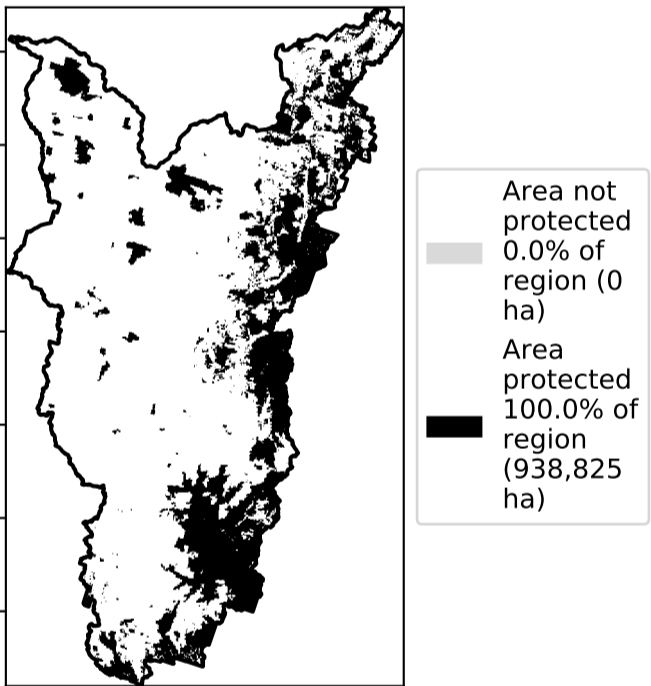 Area not
protected
0.0% of
region (0
ha)
Area
protected
100.0% of
region
(938,825
ha)